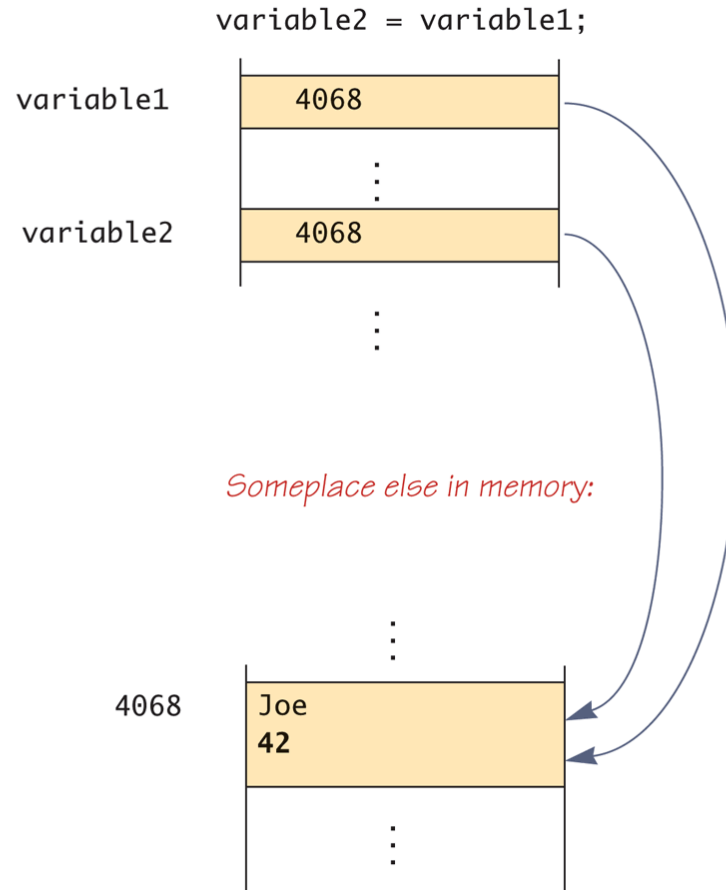 variable2 = variable1;
variable1 4068
variable2 4068
Someplace else in memory:
4068 Joe
42